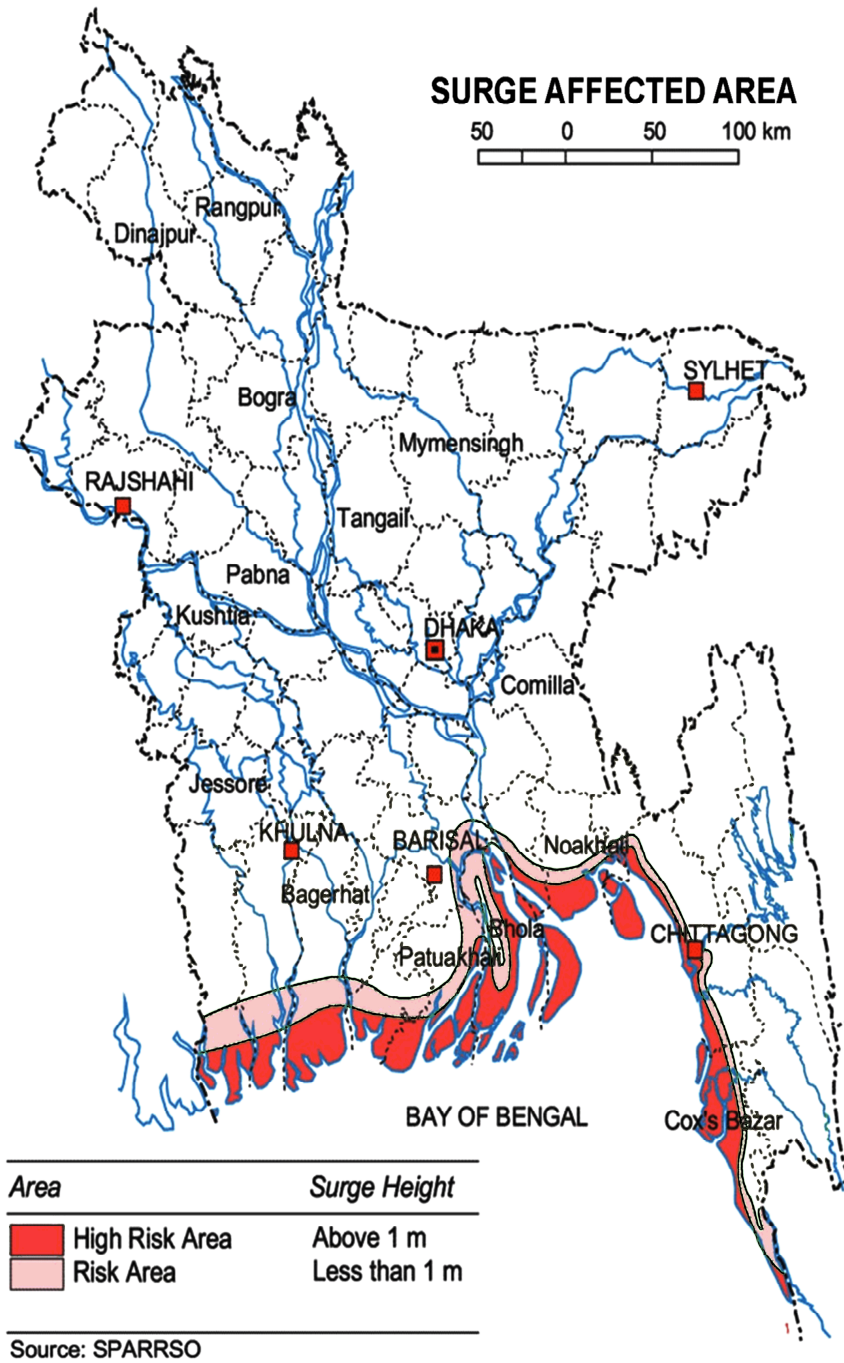 SURGE AFFECTED AREA
50 0 50 100 km
Rangpur
Dinajpur
SYLHET
Bogra
Mymensingh
RAJSHAHI
Tangail
Pabna
Kushtia
DHAKA
Comilla
Jessore
KHULNA
BARISAL
Noakhali
Bagerhat
Bhola
CHITTAGONG
Patuakhali
BAY OF BENGAL
Cox's Bazar
Area Surge Height
High Risk Area Above 1 m
Risk Area Less than 1 m
1
Source: SPARRSO